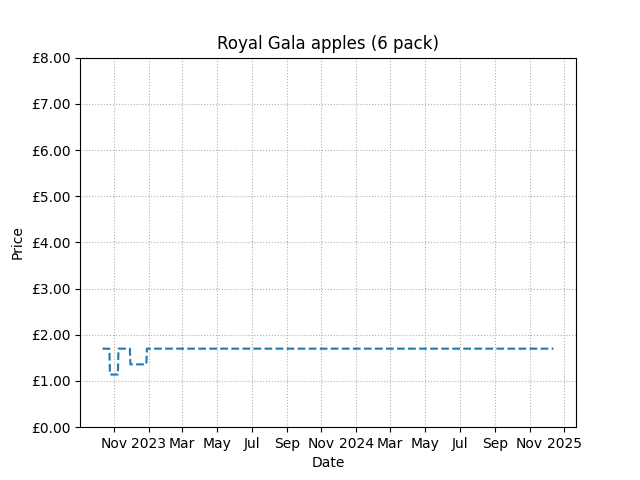 Royal Gala apples (6 pack)
£8.00
£7.00
£6.00
£5.00
£4.00
£3.00
£2.00
£1.00
£0.00
Price
Nov 2023 Mar May Jul Sep Nov 2024 Mar May Jul Sep Nov 2025
Date